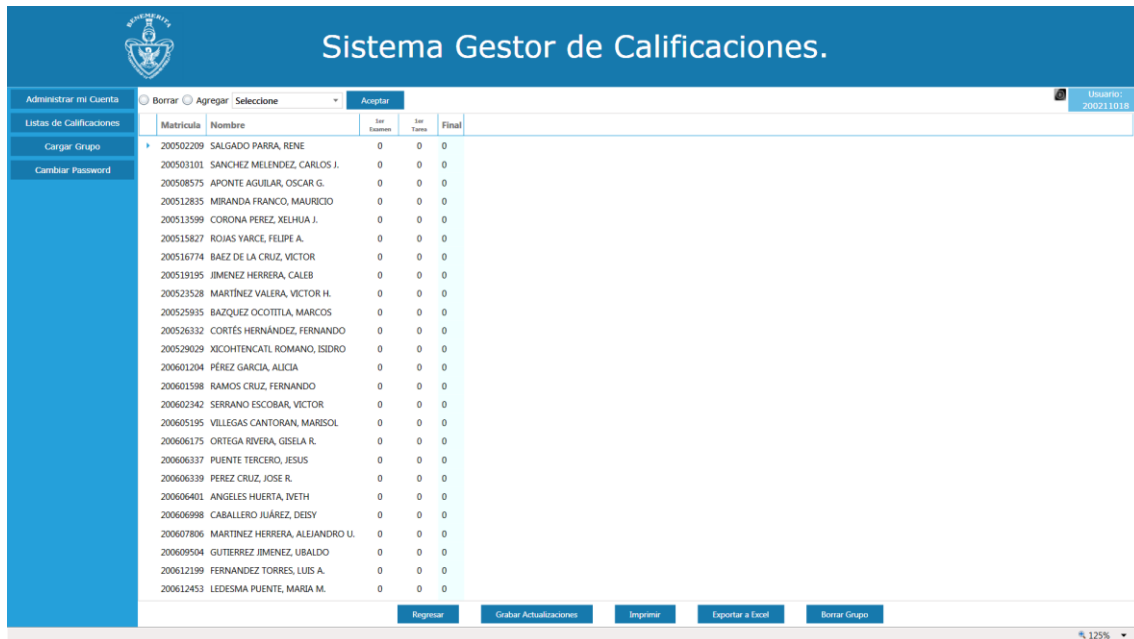 BENEMERITA
Sistema Gestor de Calificaciones.
Administrar mi Cuenta
Listas de Calificaciones
Cargar Grupo
Cambiar Password
Borrar Agregar Seleccione Aceptar
Usuario:
200211018
Matricula Nombre 1er Examen 1er Tarea Final
200502209 SALGADO PARRA, RENE 0 0 0
200503101 SANCHEZ MELENDEZ, CARLOS J. 0 0 0
200508575 APONTE AGUILAR, OSCAR G. 0 0 0
200512835 MIRANDA FRANCO, MAURICIO 0 0 0
200513599 CORONA PEREZ, XELHUA J. 0 0 0
200515827 ROJAS YARCE, FELIPE A. 0 0 0
200516774 BAEZ DE LA CRUZ, VICTOR 0 0 0
200519195 JIMENEZ HERRERA, CALEB 0 0 0
200523528 MARTÍNEZ VALERA, VICTOR H. 0 0 0
200525935 BAZQUEZ OCOTITLA, MARCOS 0 0 0
200526332 CORTÉS HERNÁNDEZ, FERNANDO 0 0 0
200529029 XICOHTENCATL ROMANO, ISIDRO 0 0 0
200601204 PÉREZ GARCIA, ALICIA 0 0 0
200601598 RAMOS CRUZ, FERNANDO 0 0 0
200602342 SERRANO ESCOBAR, VICTOR 0 0 0
200605195 VILLEGAS CANTORAN, MARISOL 0 0 0
200606175 ORTEGA RIVERA, GISELA R. 0 0 0
200606337 PUENTE TERCERO, JESUS 0 0 0
200606339 PEREZ CRUZ, JOSE R. 0 0 0
200606401 ANGELES HUERTA, IVETH 0 0 0
200606998 CABALLERO JUÁREZ, DEISY 0 0 0
200607806 MARTINEZ HERRERA, ALEJANDRO U. 0 0 0
200609504 GUTIERREZ JIMENEZ, UBALDO 0 0 0
200612199 FERNANDEZ TORRES, LUIS A. 0 0 0
200612453 LEDESMA PUENTE, MARIA M. 0 0 0
Regresar Grabar Actualizaciones Imprimir Exportar a Excel Borrar Grupo
125%